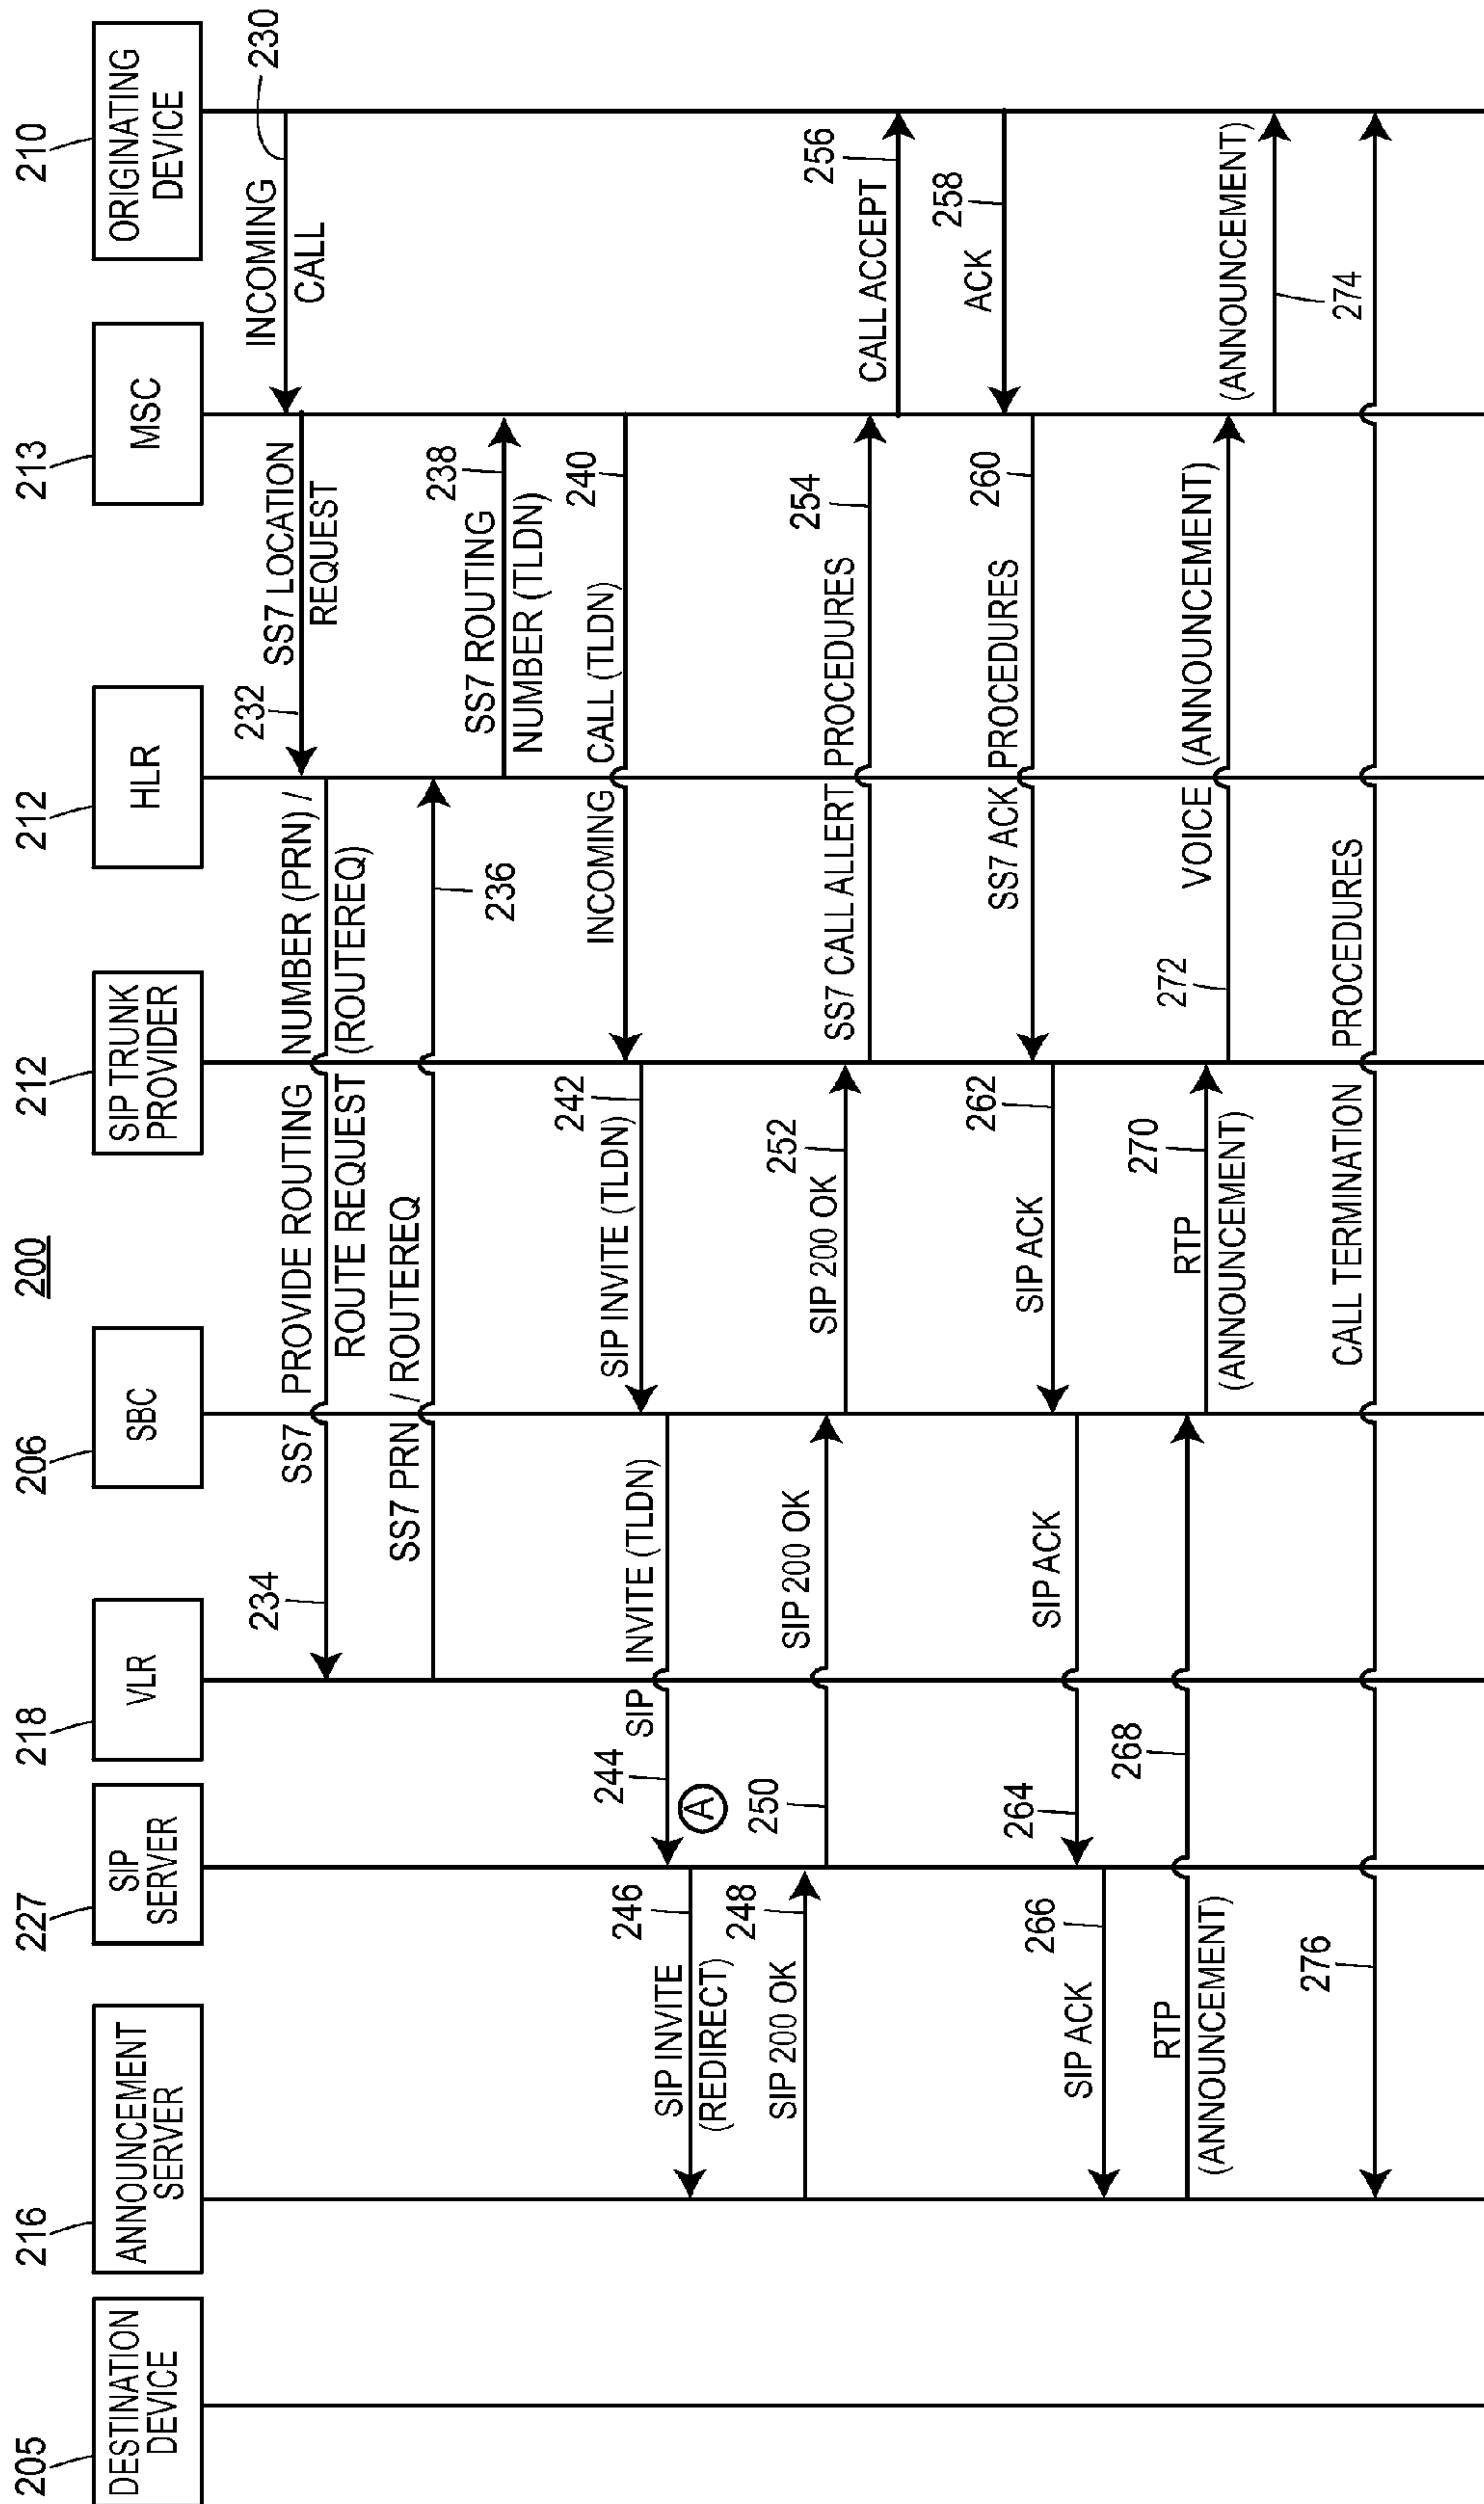 200
205
DESTINATION
DEVICE
216
ANNOUNCEMENT
SERVER
227
SIP
SERVER
218
VLR
206
SBC
212
SIP TRUNK
PROVIDER
212
HLR
213
MSC
210
ORIGINATING
DEVICE
230
INCOMING
CALL
232
SS7 LOCATION
REQUEST
234
SS7 PROVIDE ROUTING NUMBER (PRN) /
ROUTE REQUEST (ROUTEREQ)
SS7 PRN / ROUTEREQ
236
238
SS7 ROUTING
NUMBER (TLDN)
240
INCOMING CALL (TLDN)
242
SIP INVITE (TLDN)
244
SIP INVITE (TLDN)
A
246
SIP INVITE
(REDIRECT)
248
SIP 200 OK
250
SIP 200 OK
252
SIP 200 OK
254
SS7 CALL ALERT PROCEDURES
256
CALL ACCEPT
258
ACK
260
SS7 ACK PROCEDURES
262
SIP ACK
264
SIP ACK
266
SIP ACK
268
RTP
(ANNOUNCEMENT)
270
RTP
(ANNOUNCEMENT)
272
VOICE (ANNOUNCEMENT)
(ANNOUNCEMENT)
274
276
CALL TERMINATION PROCEDURES